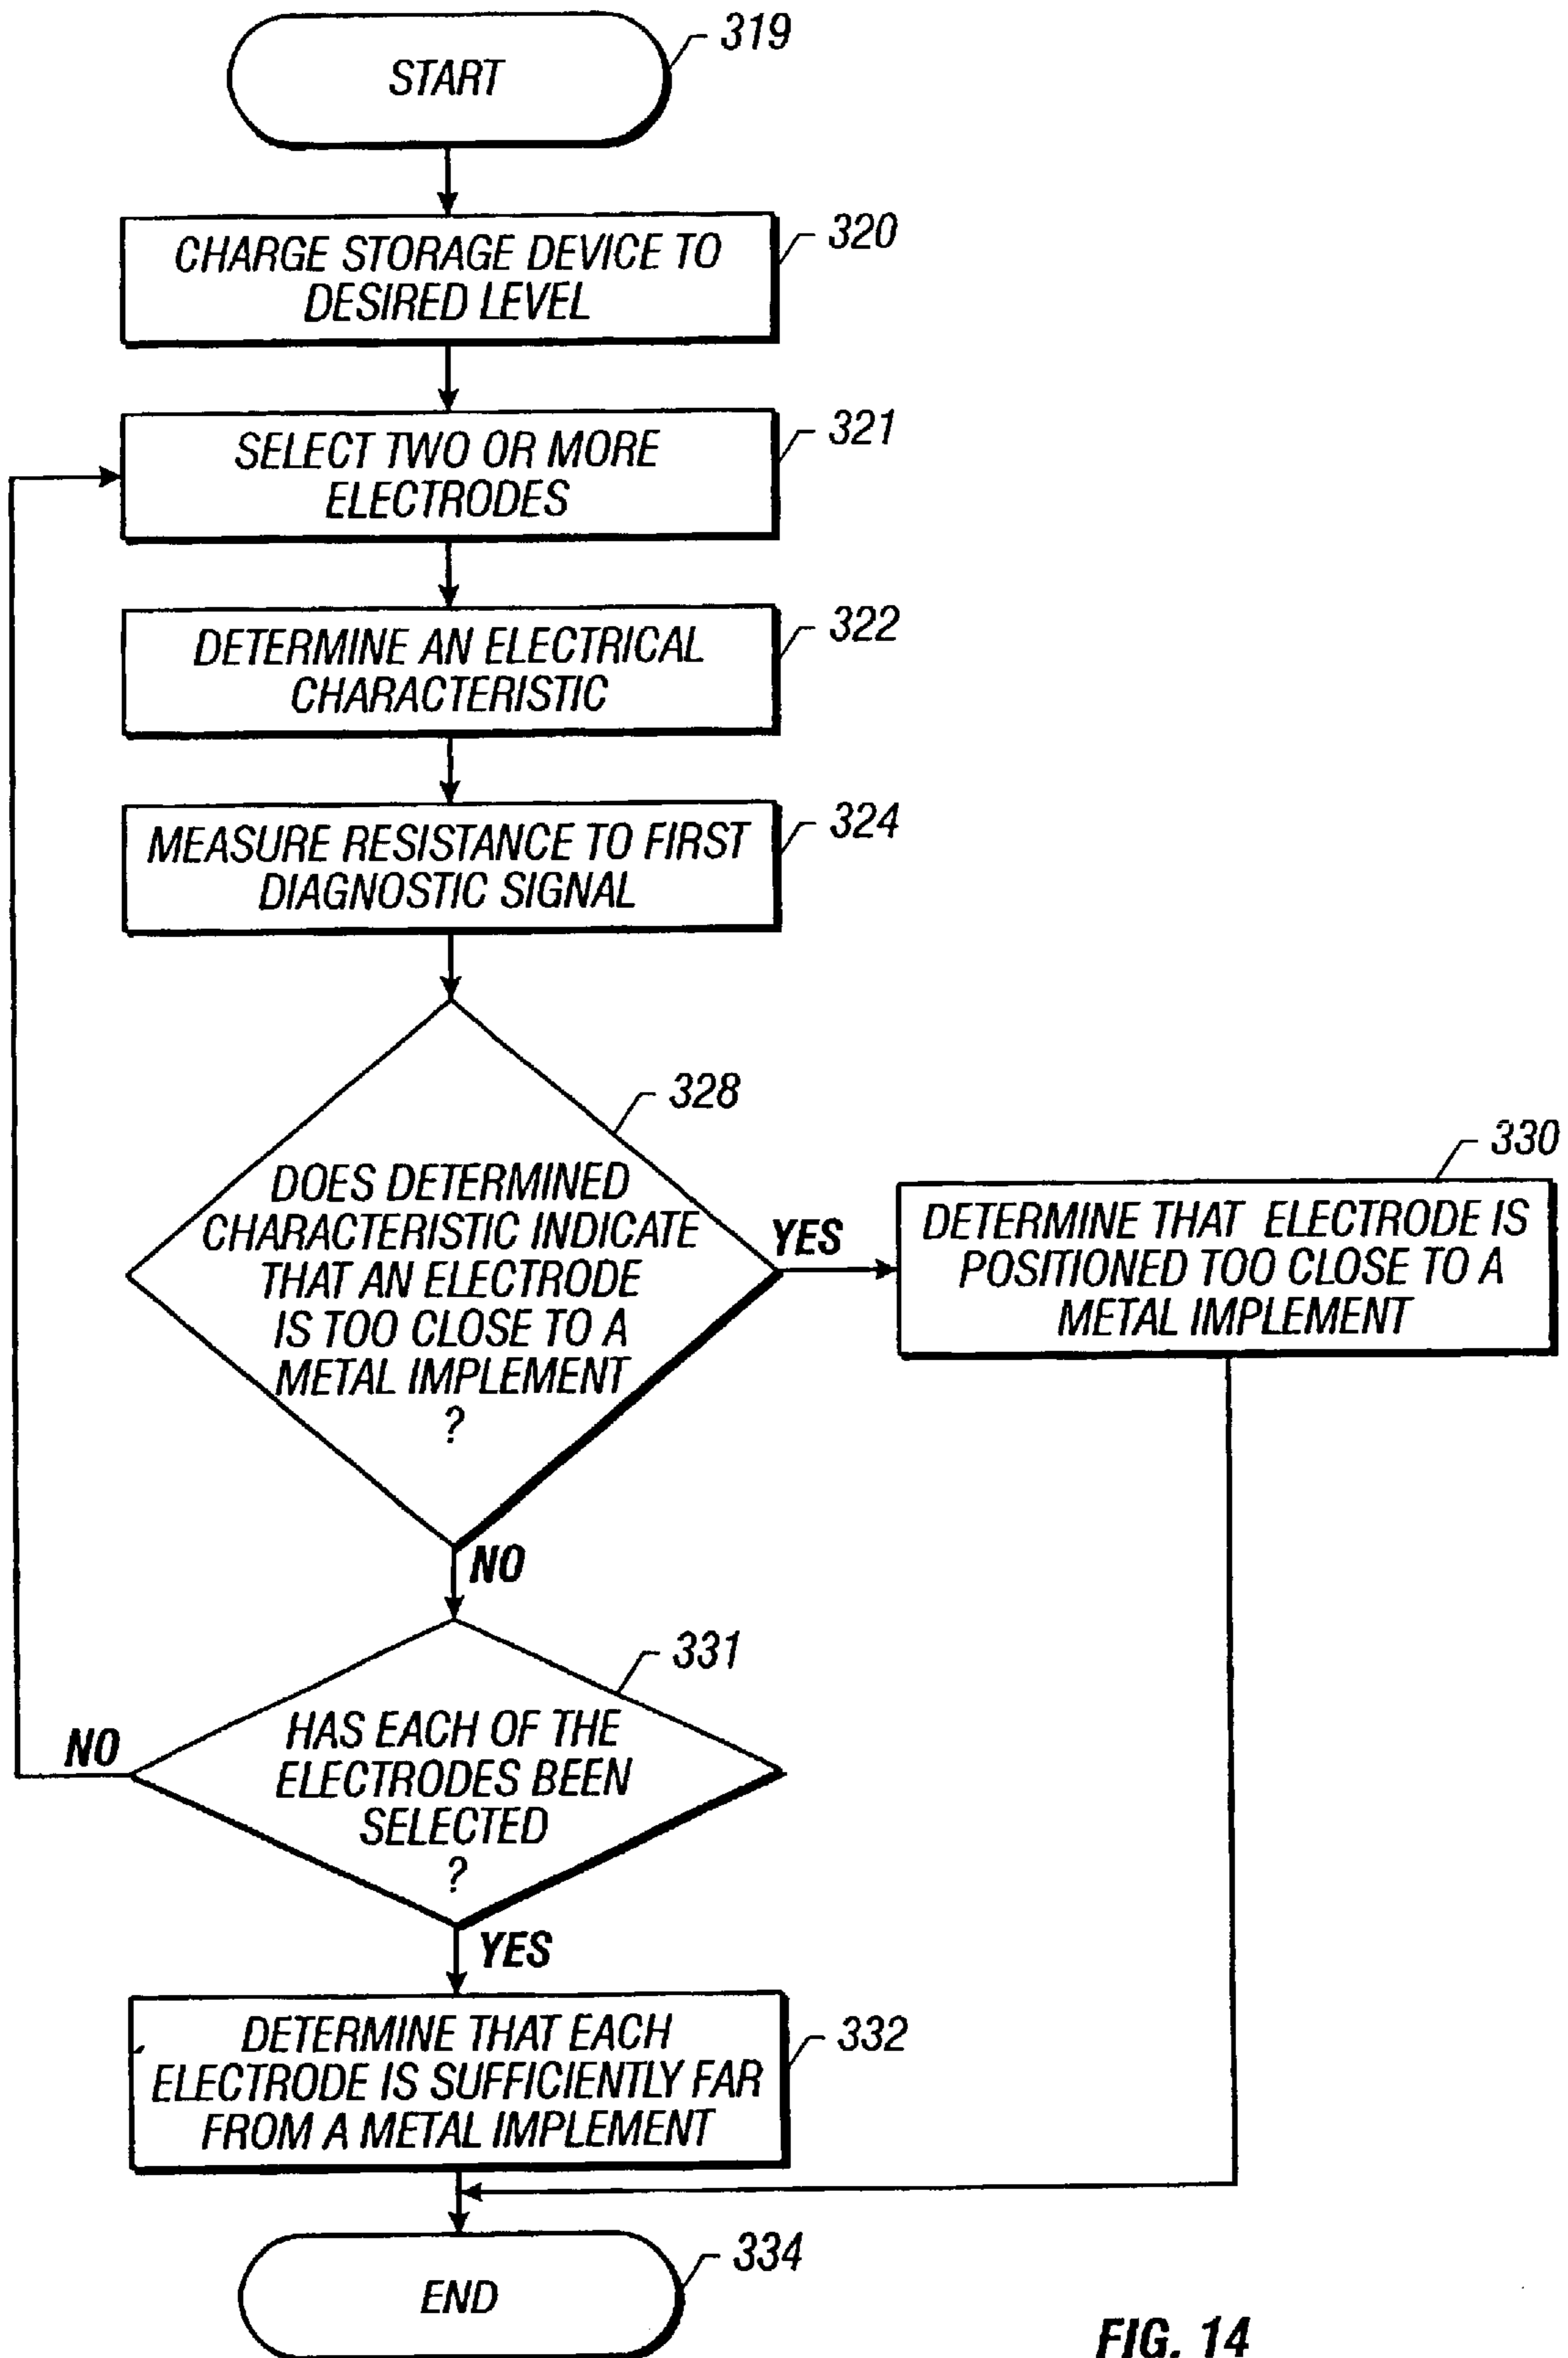 START
319
CHARGE STORAGE DEVICE TO
DESIRED LEVEL
320
SELECT TWO OR MORE
ELECTRODES
321
DETERMINE AN ELECTRICAL
CHARACTERISTIC
322
MEASURE RESISTANCE TO FIRST
DIAGNOSTIC SIGNAL
324
328
DOES DETERMINED
CHARACTERISTIC INDICATE
THAT AN ELECTRODE
IS TOO CLOSE TO A
METAL IMPLEMENT
?
YES
330
DETERMINE THAT ELECTRODE IS
POSITIONED TOO CLOSE TO A
METAL IMPLEMENT
NO
331
HAS EACH OF THE
ELECTRODES BEEN
SELECTED
?
NO
YES
DETERMINE THAT EACH
ELECTRODE IS SUFFICIENTLY FAR
FROM A METAL IMPLEMENT
332
END
334
FIG. 14